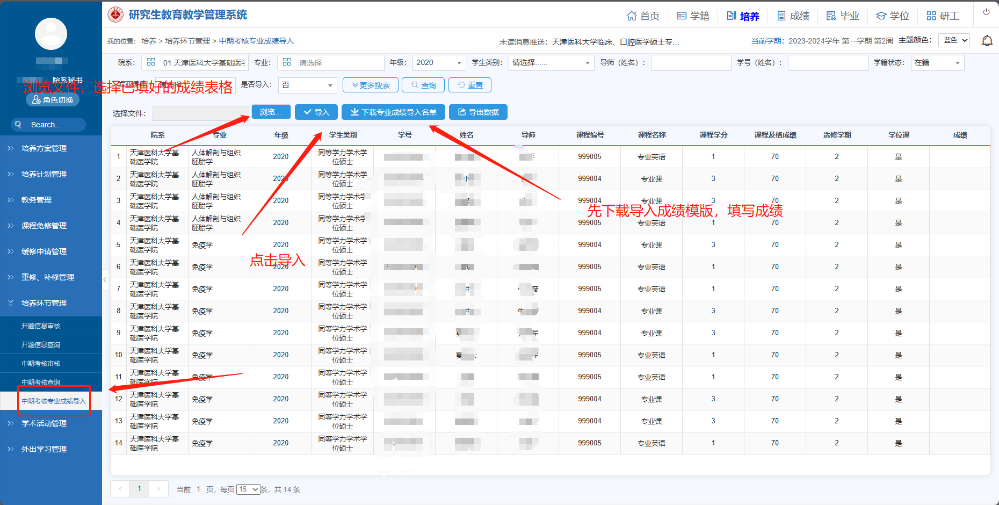 研究生教育教学管理系统
首页 学籍 培养 成绩 毕业 学位 研工
我的位置： 培养 > 培养环节管理 > 中期考核专业成绩导入
未读消息推送：天津医科大学临床、口腔医学硕士专…
当前学期：2023-2024学年 第一学期 第2周 主题颜色： 蓝色
院系： 01 天津医科大学基础医学 专业： 请选择 年级： 2020 学生类别： 请选择...... 导师（姓名）： 学号（姓名）： 学籍状态： 在籍
专业课程： 请选择... 是否导入： 否 更多搜索 查询 重置
浏览文件，选择已填好的成绩表格
选择文件： 浏览... 导入 下载专业成绩导入名单 导出数据
院系秘书
角色切换
Search...
培养方案管理
培养计划管理
教务管理
课程免修管理
缓修申请管理
重修、补修管理
培养环节管理
开题信息审核
开题信息查询
中期考核审核
中期考核查询
中期考核专业成绩导入
学术活动管理
外出学习管理
院系 专业 年级 学生类别 学号 姓名 导师 课程编号 课程名称 课程学分 课程及格成绩 选修学期 学位课 成绩
1 天津医科大学基础医学院 人体解剖与组织胚胎学 2020 同等学力学术学位硕士 999005 专业英语 1 70 2 是
2 天津医科大学基础医学院 人体解剖与组织胚胎学 2020 同等学力学术学位硕士 999004 专业课 3 70 2 是
3 天津医科大学基础医学院 人体解剖与组织胚胎学 2020 同等学力学术学位硕士 999004 专业课 3 70 2 是
4 天津医科大学基础医学院 人体解剖与组织胚胎学 2020 同等学力学术学位硕士 999005 专业英语 1 70 2 是
5 天津医科大学基础医学院 免疫学 2020 同等学力学术学位硕士 999004 专业课 3 70 2 是
6 天津医科大学基础医学院 免疫学 2020 同等学力学术学位硕士 999005 专业英语 1 70 2 是
7 天津医科大学基础医学院 免疫学 2020 同等学力学术学位硕士 世 彦 999005 专业英语 1 70 2 是
8 天津医科大学基础医学院 免疫学 2020 同等学力学术学位硕士 世 牛 999004 专业课 3 70 2 是
9 天津医科大学基础医学院 免疫学 2020 同等学力学术学位硕士 夏 军 999004 专业课 3 70 2 是
10 天津医科大学基础医学院 免疫学 2020 同等学力学术学位硕士 夏 军 999005 专业英语 1 70 2 是
11 天津医科大学基础医学院 免疫学 2020 同等学力学术学位硕士 999005 专业英语 1 70 2 是
12 天津医科大学基础医学院 免疫学 2020 同等学力学术学位硕士 999004 专业课 3 70 2 是
13 天津医科大学基础医学院 免疫学 2020 同等学力学术学位硕士 999004 专业课 3 70 2 是
14 天津医科大学基础医学院 免疫学 2020 同等学力学术学位硕士 999005 专业英语 1 70 2 是
先下载导入成绩模版，填写成绩
点击导入
1 当前 1 页，每页 15 条，共 14 条